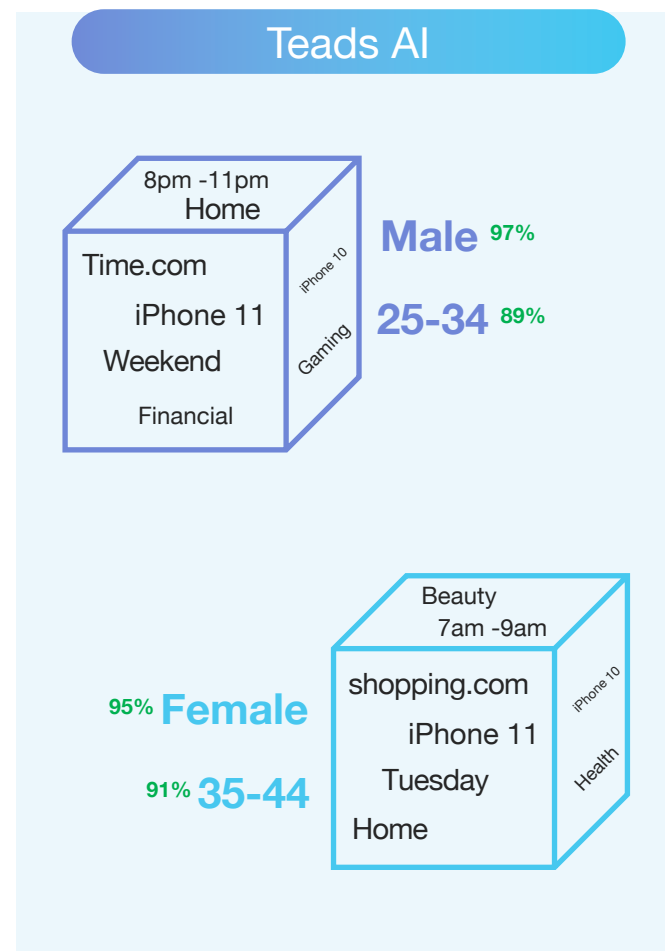 Teads AI
8pm -11pm
Home
Time.com
iPhone 11
Weekend
Financial
iPhone 10
Gaming
Male 97%
25-34 89%
Beauty
7am -9am
shopping.com
iPhone 11
Tuesday
Home
iPhone 10
Health
95% Female
91% 35-44